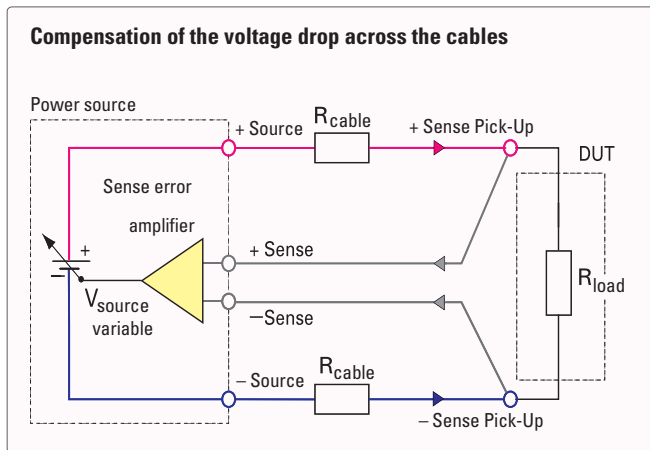 Compensation of the voltage drop across the cables
Power source
+ Source
Rcable
+ Sense Pick-Up
DUT
Sense error
amplifier
+
−
Vsource
variable
+ Sense
−Sense
Rload
− Source
Rcable
− Sense Pick-Up